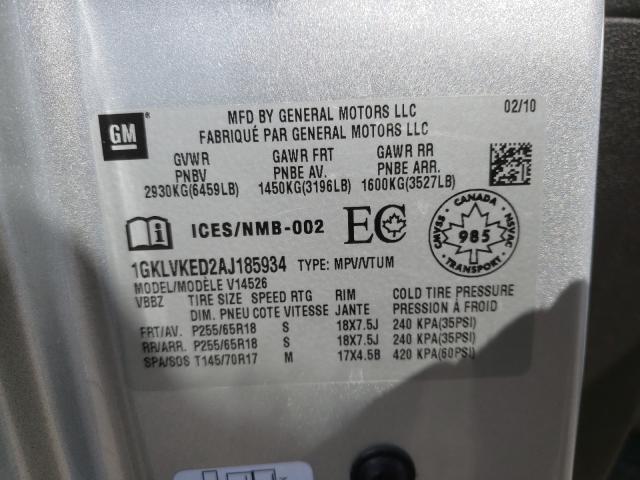 GM
MFD BY GENERAL MOTORS LLC
FABRIQUÉ PAR GENERAL MOTORS LLC
02/10
GVWR GAWR FRT GAWR RR
PNBV PNBE AV. PNBE ARR.
2930KG(6459LB) 1450KG(3196LB) 1600KG(3527LB)
ICES/NMB-002 EC
CANADA
CMVSS 985 NSVAC
TRANSPORT
1GKLVKED2AJ185934 TYPE: MPV/VTUM
MODEL/MODÈLE V14526
VBBZ TIRE SIZE SPEED RTG RIM COLD TIRE PRESSURE
DIM. PNEU COTE VITESSE JANTE PRESSION À FROID
FRT/AV. P255/65R18 S 18X7.5J 240 KPA(35PSI)
RR/ARR. P255/65R18 S 18X7.5J 240 KPA(35PSI)
SPA/SOS T145/70R17 M 17X4.5B 420 KPA(60PSI)